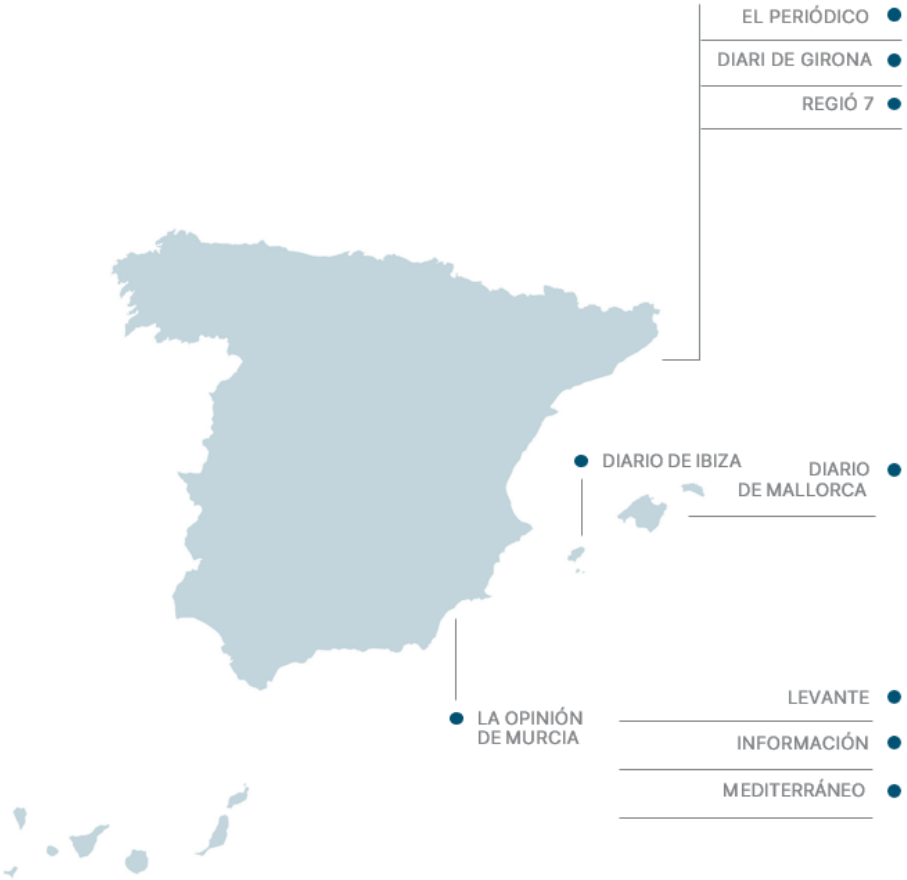 EL PERIÓDICO
DIARI DE GIRONA
REGIÓ 7
DIARIO DE IBIZA
DIARIO
DE MALLORCA
LA OPINIÓN
DE MURCIA
LEVANTE
INFORMACIÓN
MEDITERRÁNEO